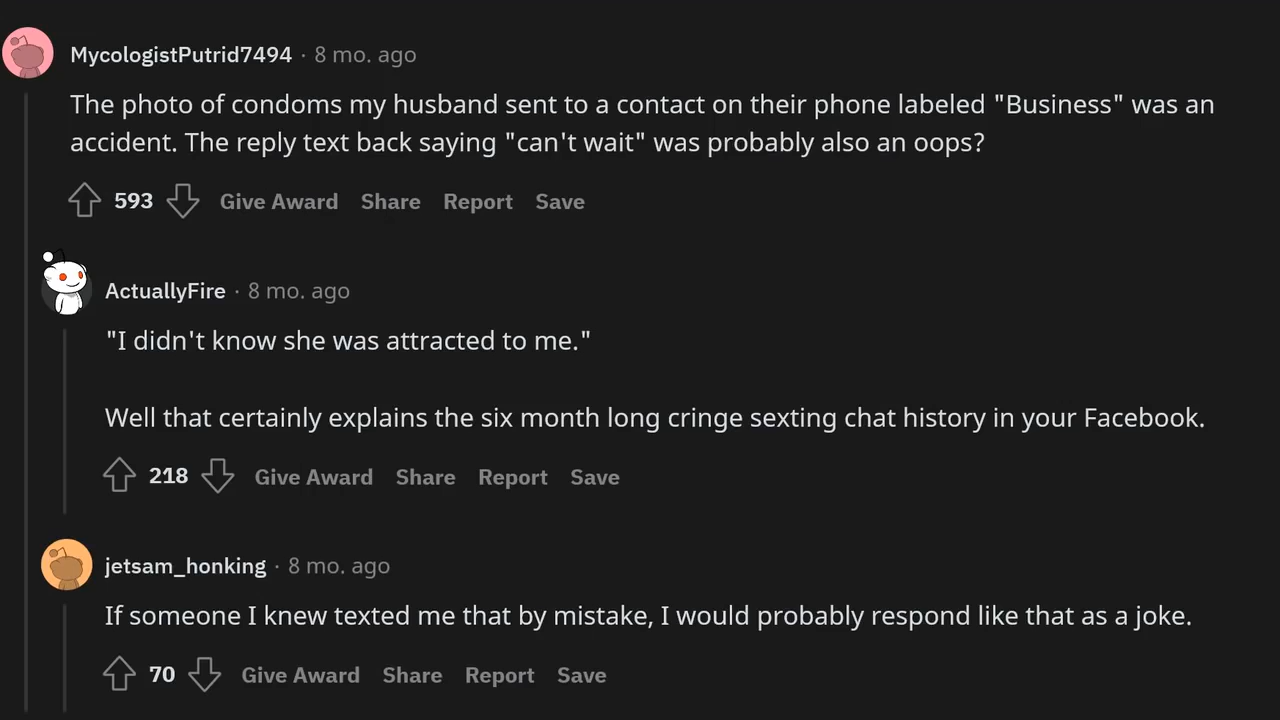 MycologistPutrid7494 · 8 mo. ago
The photo of condoms my husband sent to a contact on their phone labeled "Business" was an
accident. The reply text back saying "can't wait" was probably also an oops?
593 Give Award Share Report Save
ActuallyFire · 8 mo. ago
"I didn't know she was attracted to me."
Well that certainly explains the six month long cringe sexting chat history in your Facebook.
218 Give Award Share Report Save
jetsam_honking · 8 mo. ago
If someone I knew texted me that by mistake, I would probably respond like that as a joke.
70 Give Award Share Report Save